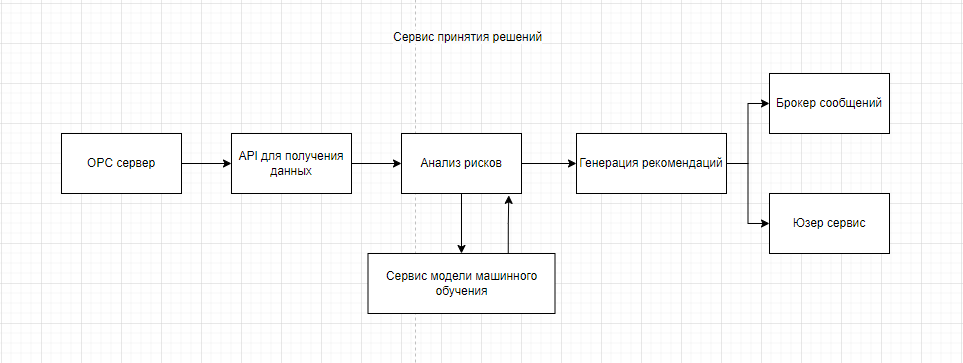 Сервис принятия решений
OPC сервер
API для получения
данных
Анализ рисков
Генерация рекомендаций
Брокер сообщений
Юзер сервис
Сервис модели машинного
обучения